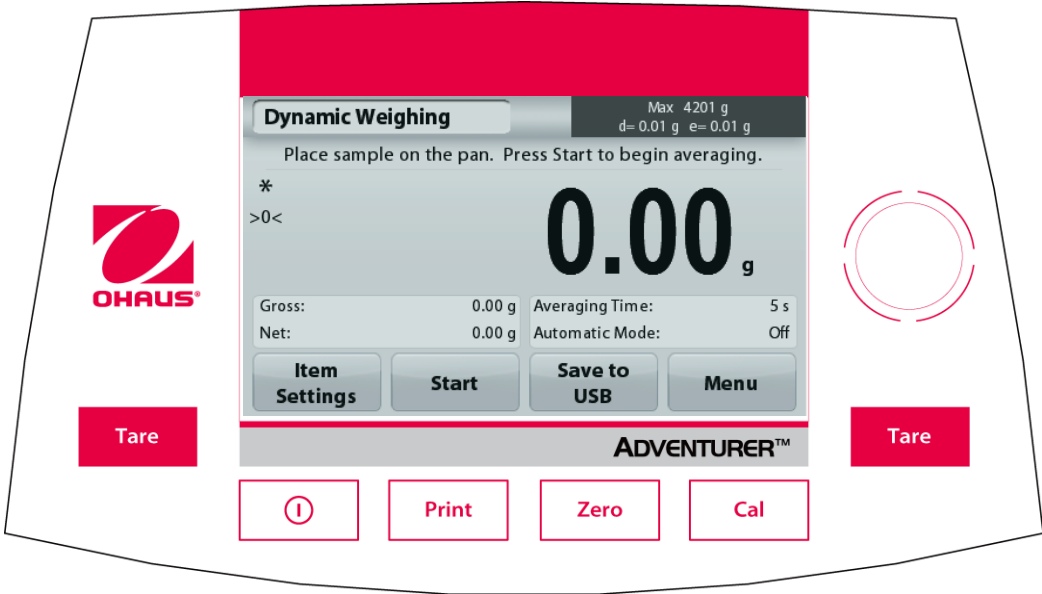 Dynamic Weighing
Max 4201 g
d= 0.01 g e= 0.01 g
Place sample on the pan. Press Start to begin averaging.
*
>0<
0.00 g
OHAUS®
Gross: 0.00 g
Net: 0.00 g
Averaging Time: 5 s
Automatic Mode: Off
Item
Settings
Start
Save to
USB
Menu
Tare
ADVENTURER™
Tare
Print
Zero
Cal